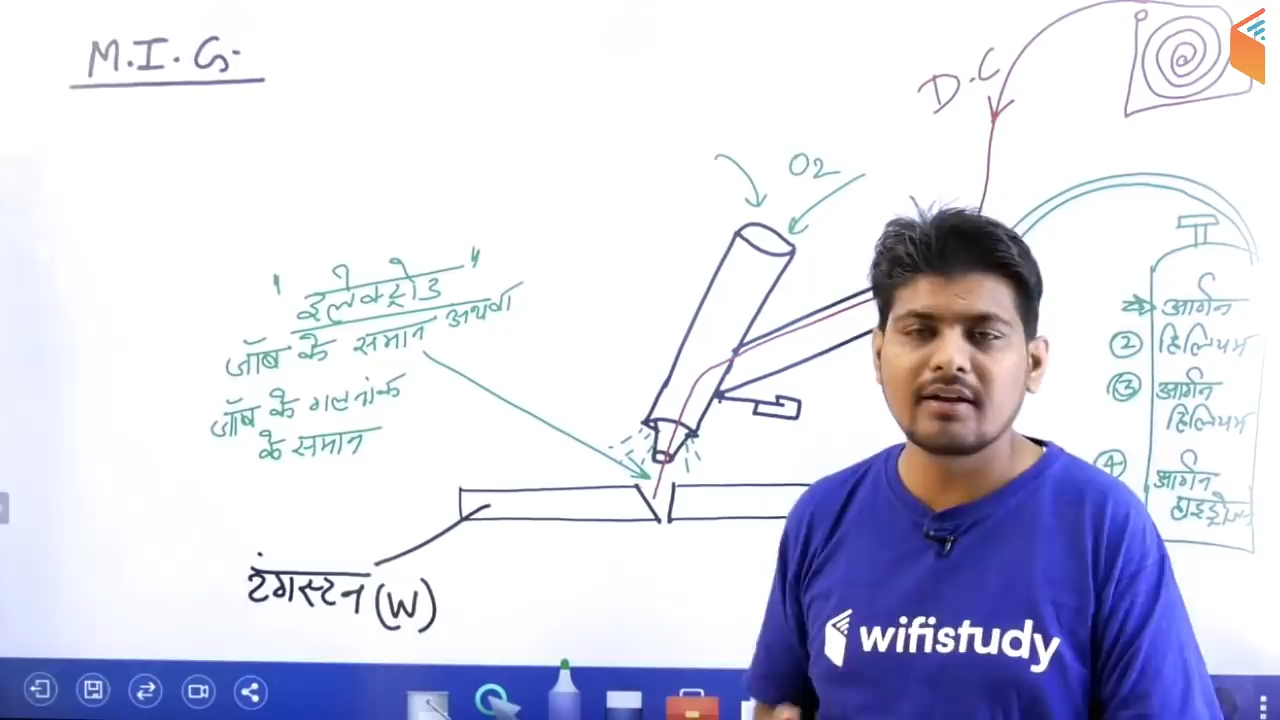 M.I.G.
D.C
O2
"इलेक्ट्रोड"
जॉब के समान अथवा
जॉब के गलनांक
के समान
टंगस्टन (W)
आर्गन
② हिलियम
③ आर्गन
हिलियम
④ आर्गन
हाइड्रोजन
wifistudy